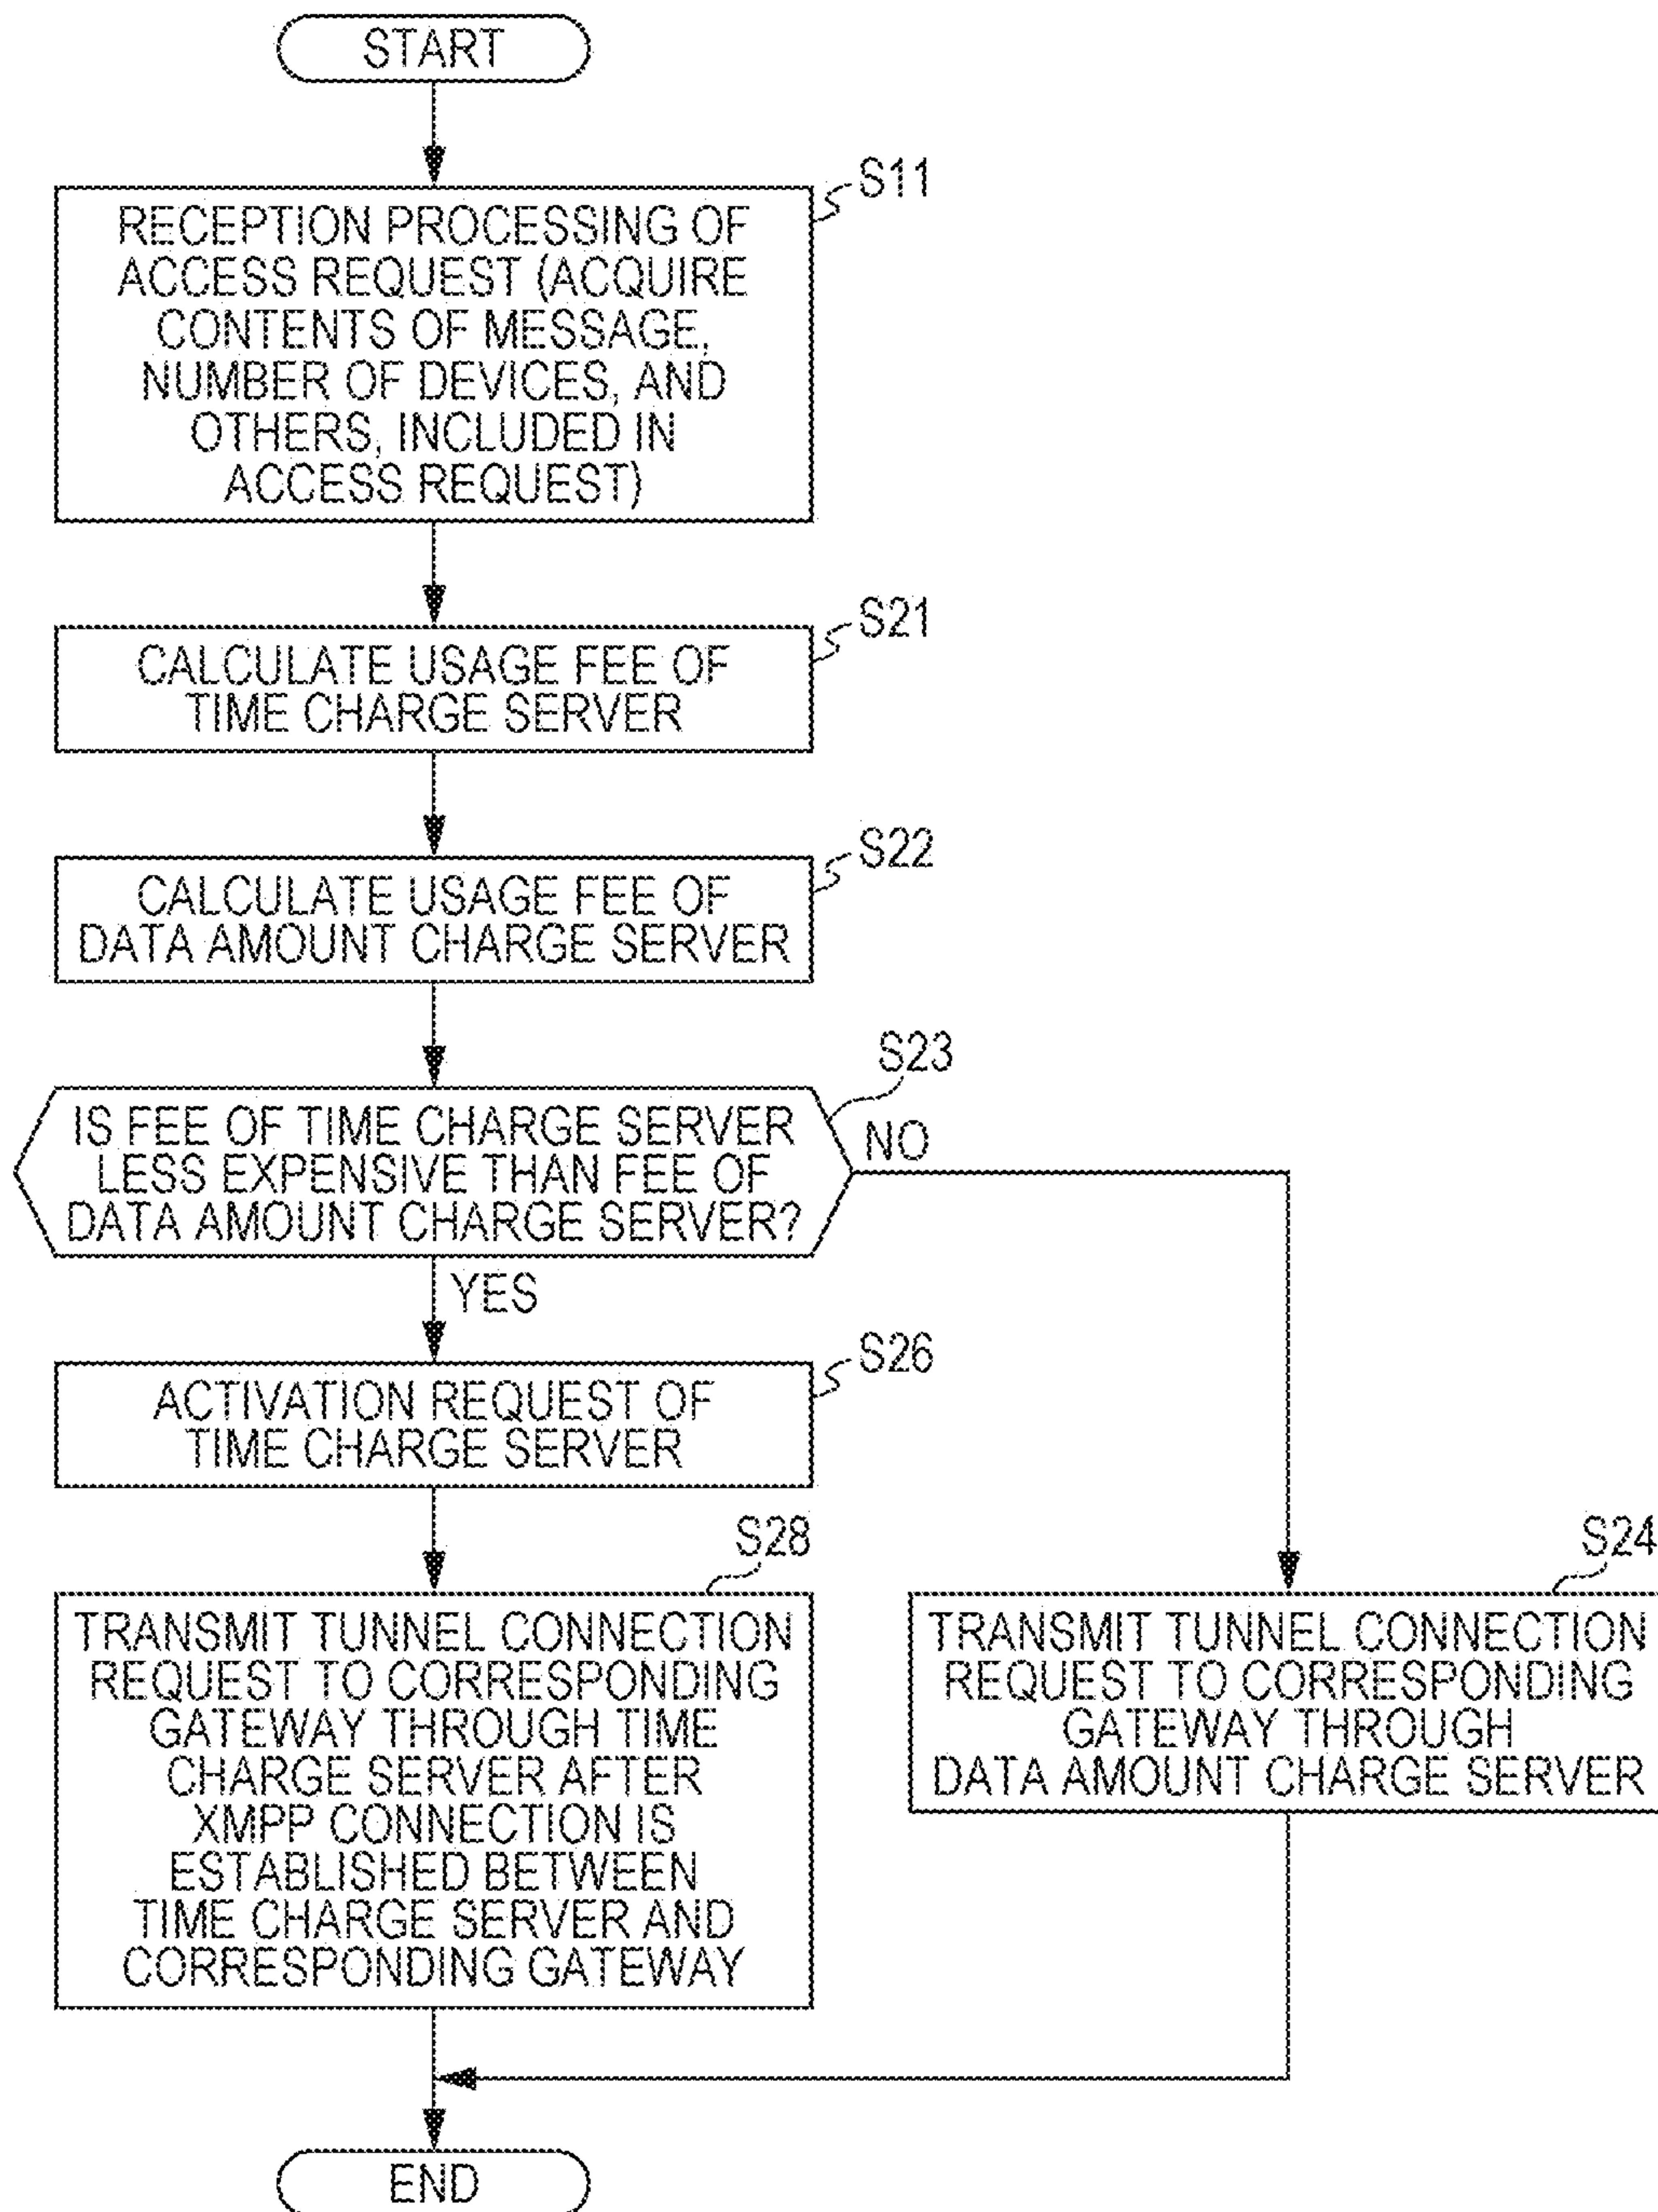 START
S11
RECEPTION PROCESSING OF
ACCESS REQUEST (ACQUIRE
CONTENTS OF MESSAGE,
NUMBER OF DEVICES, AND
OTHERS, INCLUDED IN
ACCESS REQUEST)
S21
CALCULATE USAGE FEE OF
TIME CHARGE SERVER
S22
CALCULATE USAGE FEE OF
DATA AMOUNT CHARGE SERVER
S23
IS FEE OF TIME CHARGE SERVER
LESS EXPENSIVE THAN FEE OF
DATA AMOUNT CHARGE SERVER?
NO
YES
S26
ACTIVATION REQUEST OF
TIME CHARGE SERVER
S28
TRANSMIT TUNNEL CONNECTION
REQUEST TO CORRESPONDING
GATEWAY THROUGH TIME
CHARGE SERVER AFTER
XMPP CONNECTION IS
ESTABLISHED BETWEEN
TIME CHARGE SERVER AND
CORRESPONDING GATEWAY
S24
TRANSMIT TUNNEL CONNECTION
REQUEST TO CORRESPONDING
GATEWAY THROUGH
DATA AMOUNT CHARGE SERVER
END